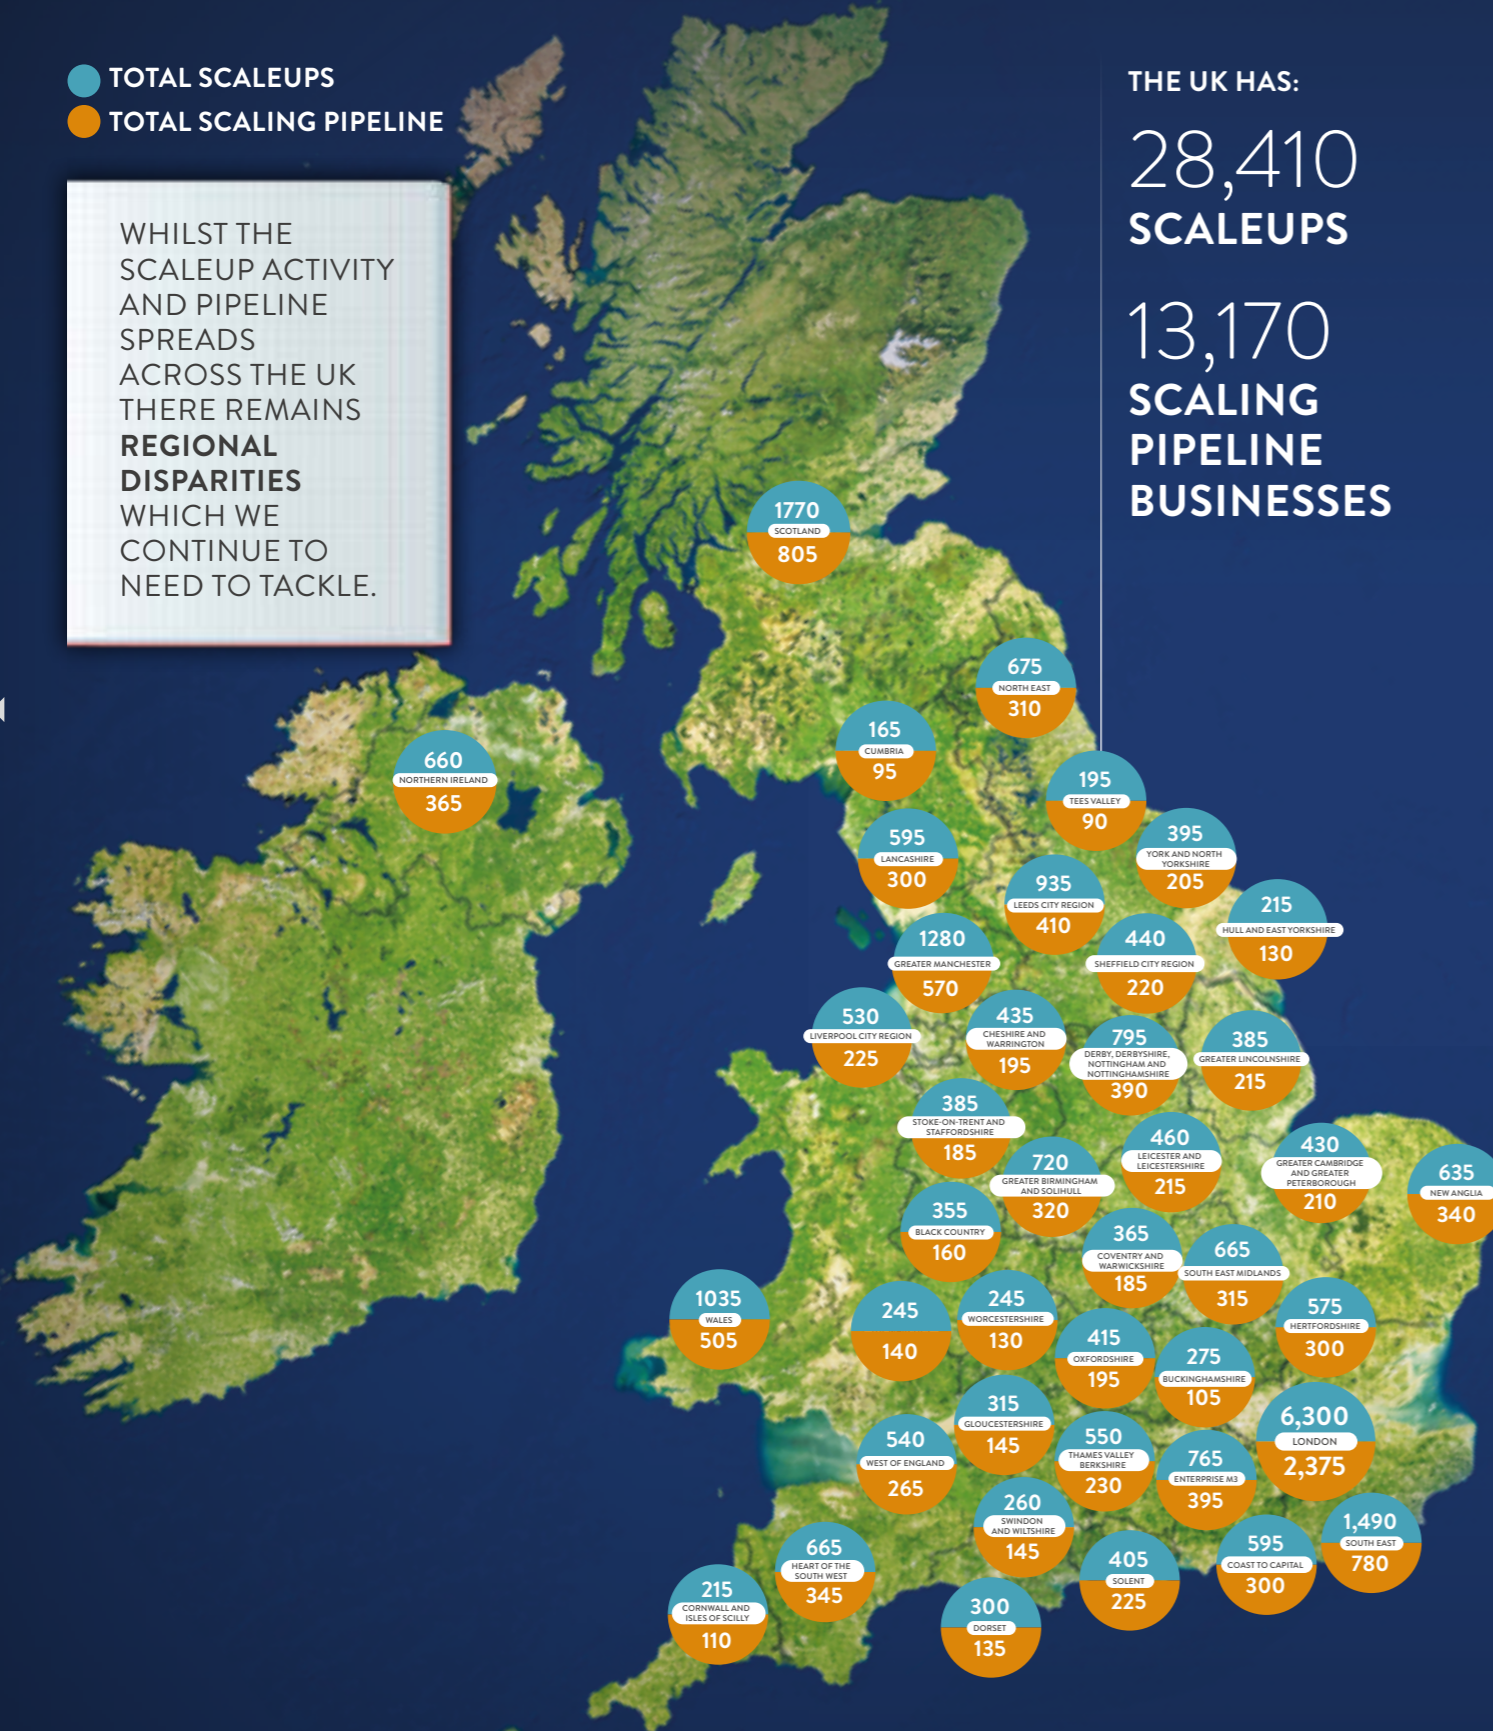 TOTAL SCALEUPS
TOTAL SCALING PIPELINE
WHILST THE
SCALEUP ACTIVITY
AND PIPELINE
SPREADS
ACROSS THE UK
THERE REMAINS
REGIONAL
DISPARITIES
WHICH WE
CONTINUE TO
NEED TO TACKLE.
THE UK HAS:
28,410
SCALEUPS
13,170
SCALING
PIPELINE
BUSINESSES
1770
SCOTLAND
805
675
NORTH EAST
310
165
CUMBRIA
95
660
NORTHERN IRELAND
365
195
TEES VALLEY
90
395
YORK AND NORTH
YORKSHIRE
205
595
LANCASHIRE
300
935
LEEDS CITY REGION
410
215
HULL AND EAST YORKSHIRE
130
1280
GREATER MANCHESTER
570
440
SHEFFIELD CITY REGION
220
530
LIVERPOOL CITY REGION
225
435
CHESHIRE AND
WARRINGTON
195
795
DERBY, DERBYSHIRE,
NOTTINGHAM AND
NOTTINGHAMSHIRE
390
385
GREATER LINCOLNSHIRE
215
385
STOKE-ON-TRENT AND
STAFFORDSHIRE
185
460
LEICESTER AND
LEICESTERSHIRE
215
430
GREATER CAMBRIDGE
AND GREATER
PETERBOROUGH
210
635
NEW ANGLIA
340
720
GREATER BIRMINGHAM
AND SOLIHULL
320
355
BLACK COUNTRY
160
365
COVENTRY AND
WARWICKSHIRE
185
665
SOUTH EAST MIDLANDS
315
1035
WALES
505
245
140
245
WORCESTERSHIRE
130
575
HERTFORDSHIRE
300
415
OXFORDSHIRE
195
275
BUCKINGHAMSHIRE
105
315
GLOUCESTERSHIRE
145
6,300
LONDON
2,375
540
WEST OF ENGLAND
265
550
THAMES VALLEY
BERKSHIRE
230
765
ENTERPRISE M3
395
260
SWINDON
AND WILTSHIRE
145
1,490
SOUTH EAST
780
665
HEART OF THE
SOUTH WEST
345
405
SOLENT
225
595
COAST TO CAPITAL
300
215
CORNWALL AND
ISLES OF SCILLY
110
300
DORSET
135